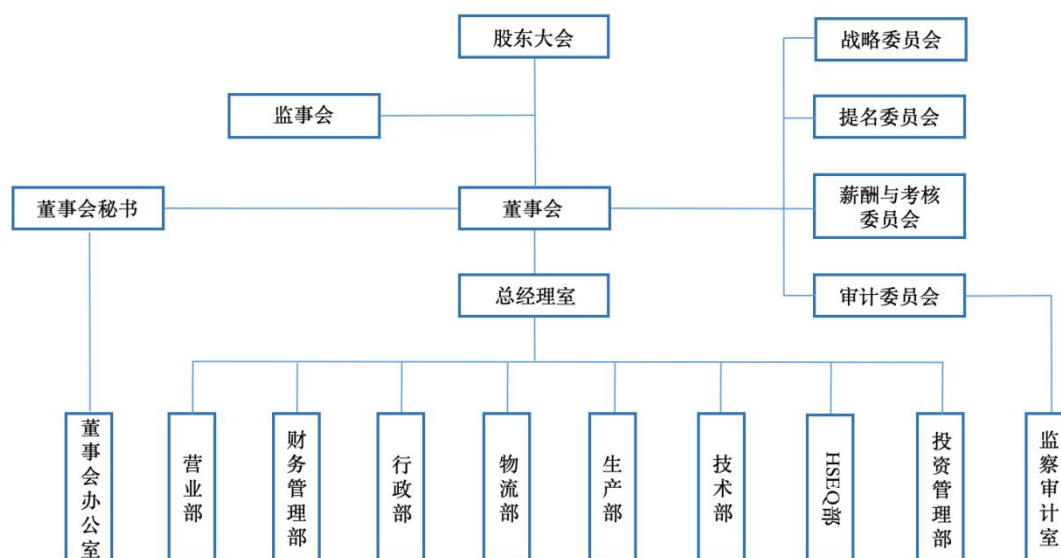 股东大会
战略委员会
监事会
提名委员会
董事会秘书
董事会
薪酬与考核
委员会
总经理室
审计委员会
董事会办公室
营业部
财务管理部
行政部
物流部
生产部
技术部
HSEQ部
投资管理部
监察审计室